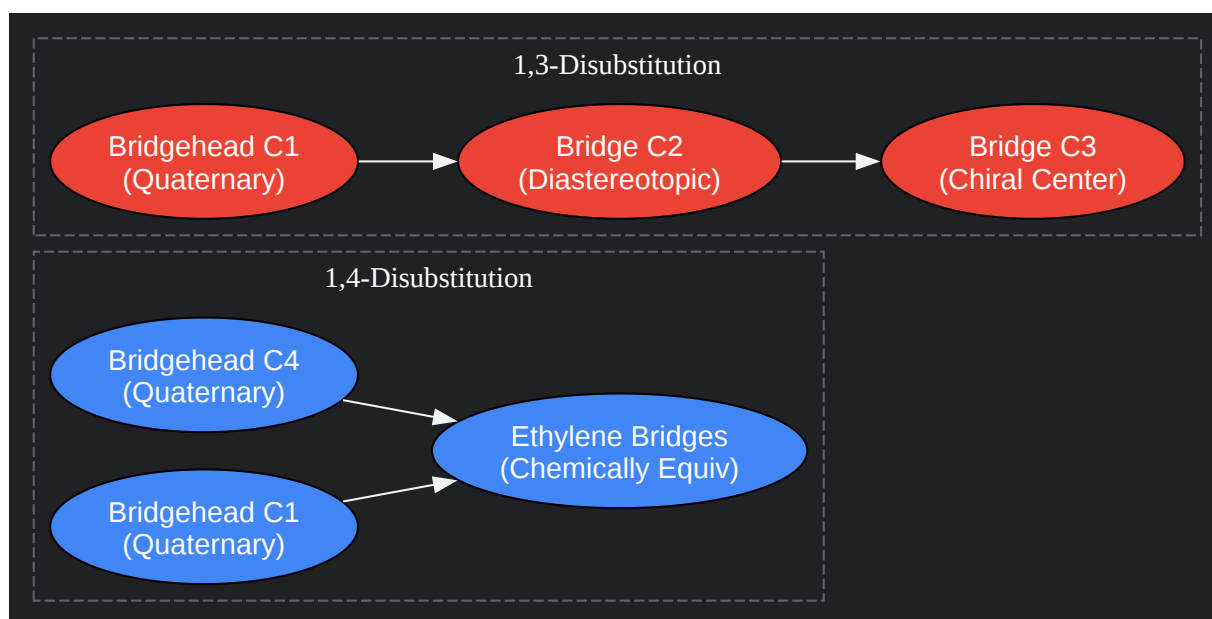 1,3-Disubstitution
Bridgehead C1
(Quaternary)
Bridge C2
(Diastereotopic)
Bridge C3
(Chiral Center)
1,4-Disubstitution
Bridgehead C4
(Quaternary)
Ethylene Bridges
(Chemically Equiv)
Bridgehead C1
(Quaternary)